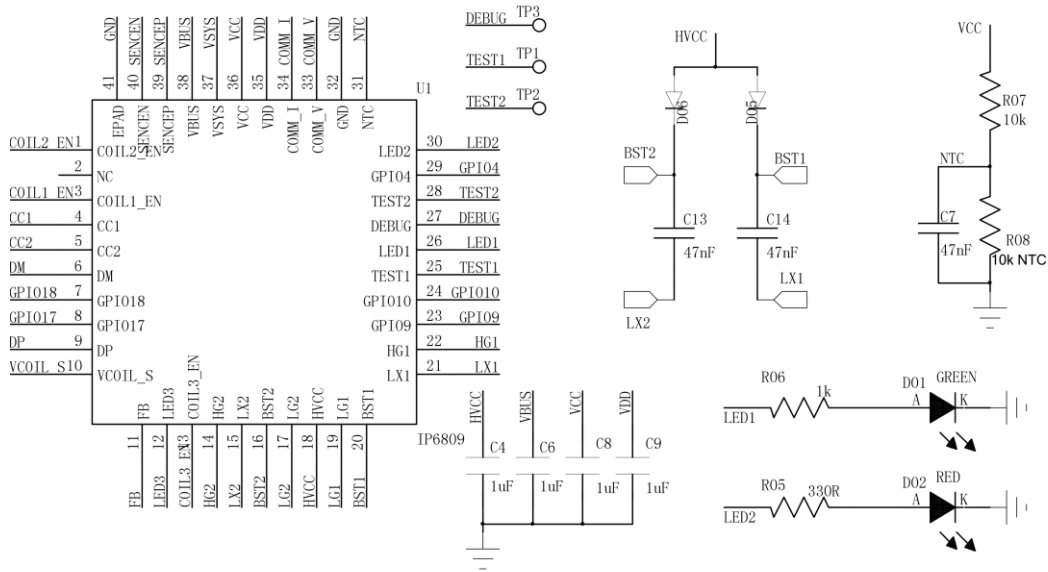 GND
SENCEN
SENCEP
VBUS
VSYS
VCC
VDD
COMM_I
COMM_V
GND
NTC
41
40
39
38
37
36
35
34
33
32
31
U1
EPAD
SENCEN
SENCEP
VBUS
VSYS
VCC
VDD
COMM_I
COMM_V
GND
NTC
COIL2_EN 1 COIL2_EN
2 NC
COIL1_EN 3 COIL1_EN
CC1 4 CC1
CC2 5 CC2
DM 6 DM
GPIO18 7 GPIO18
GPIO17 8 GPIO17
DP 9 DP
VCOIL_S 10 VCOIL_S
LED2 30 LED2
GPIO4 29 GPIO4
TEST2 28 TEST2
DEBUG 27 DEBUG
LED1 26 LED1
TEST1 25 TEST1
GPIO10 24 GPIO10
GPIO9 23 GPIO9
HG1 22 HG1
LX1 21 LX1
FB
LED3
COIL3_EN
HG2
LX2
BST2
LG2
HVCC
LG1
BST1
11
12
13
14
15
16
17
18
19
20
IP6809
FB
LED3
COIL3_EN
HG2
LX2
BST2
LG2
HVCC
LG1
BST1
DEBUG TP3
TEST1 TP1
TEST2 TP2
HVCC
D06
D05
BST2
BST1
C13
47nF
C14
47nF
LX1
LX2
VCC
R07
10k
NTC
C7
47nF
R08
10k NTC
HVCC
VBUS
VCC
VDD
C4
1uF
C6
1uF
C8
1uF
C9
1uF
R06
1k
D01
GREEN
A
K
LED1
R05
330R
D02
RED
A
K
LED2